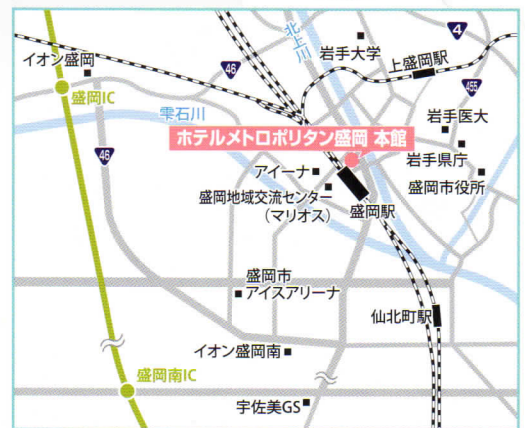 4
北上川
岩手大学
上盛岡駅
イオン盛岡
46
盛岡IC
455
雫石川
岩手医大
ホテルメトロポリタン盛岡 本館
岩手県庁
46
アイーナ
盛岡市役所
盛岡地域交流センター
（マリオス）
盛岡駅
盛岡市
アイスアリーナ
仙北町駅
イオン盛岡南
盛岡南IC
宇佐美GS